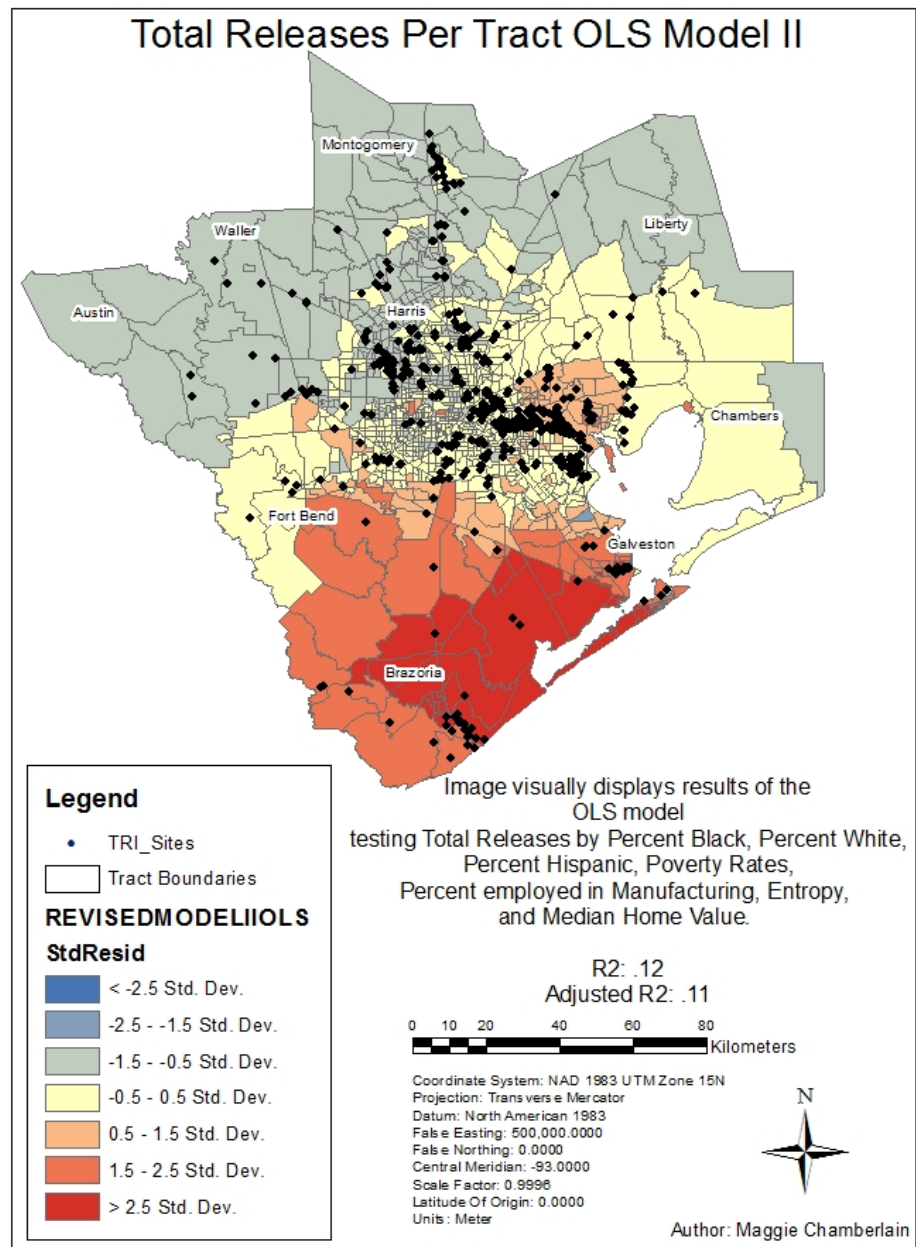 Total Releases Per Tract OLS Model II
Montogomery
Waller
Liberty
Austin
Harris
Chambers
Fort Bend
Galveston
Brazoria
Legend
TRI_Sites
Tract Boundaries
REVISEDMODELIIOLS
StdResid
< -2.5 Std. Dev.
-2.5 - -1.5 Std. Dev.
-1.5 - -0.5 Std. Dev.
-0.5 - 0.5 Std. Dev.
0.5 - 1.5 Std. Dev.
1.5 - 2.5 Std. Dev.
> 2.5 Std. Dev.
Image visually displays results of the
OLS model
testing Total Releases by Percent Black, Percent White,
Percent Hispanic, Poverty Rates,
Percent employed in Manufacturing, Entropy,
and Median Home Value.
R2: .12
Adjusted R2: .11
0 10 20 40 60 80
Kilometers
Coordinate System: NAD 1983 UTM Zone 15N
Projection: Transverse Mercator
Datum: North American 1983
False Easting: 500,000.0000
False Northing: 0.0000
Central Meridian: -93.0000
Scale Factor: 0.9996
Latitude Of Origin: 0.0000
Units: Meter
N
Author: Maggie Chamberlain